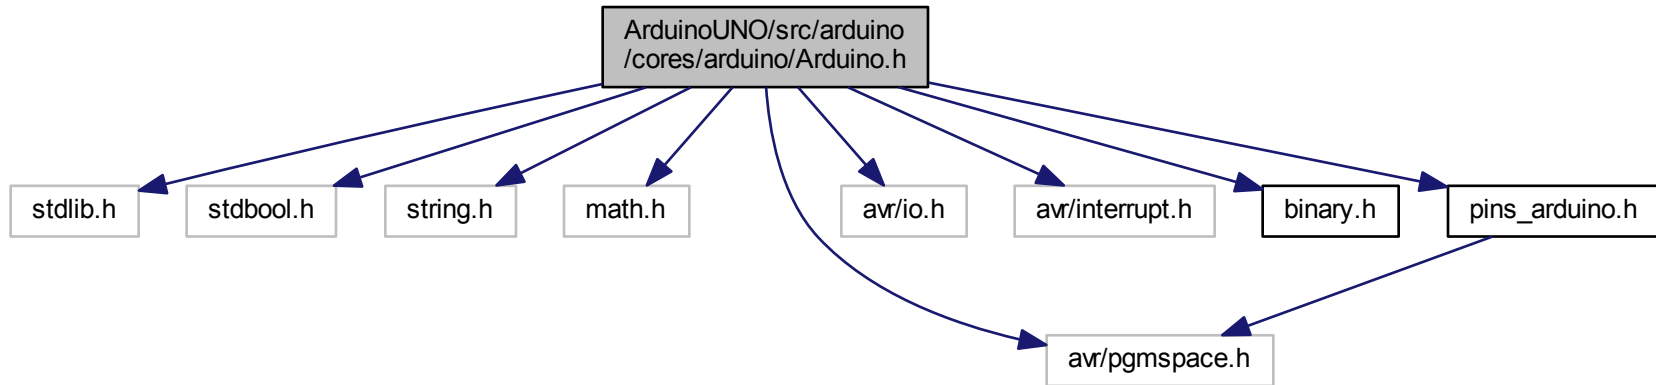 ArduinoUNO/src/arduino
/cores/arduino/Arduino.h
stdlib.h
stdbool.h
string.h
math.h
avr/io.h
avr/interrupt.h
binary.h
pins_arduino.h
avr/pgmspace.h